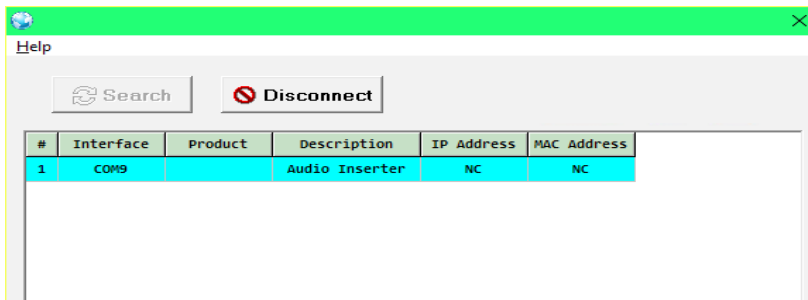 Help
Search Disconnect
# Interface Product Description IP Address MAC Address
1 COM9 Audio Inserter NC NC